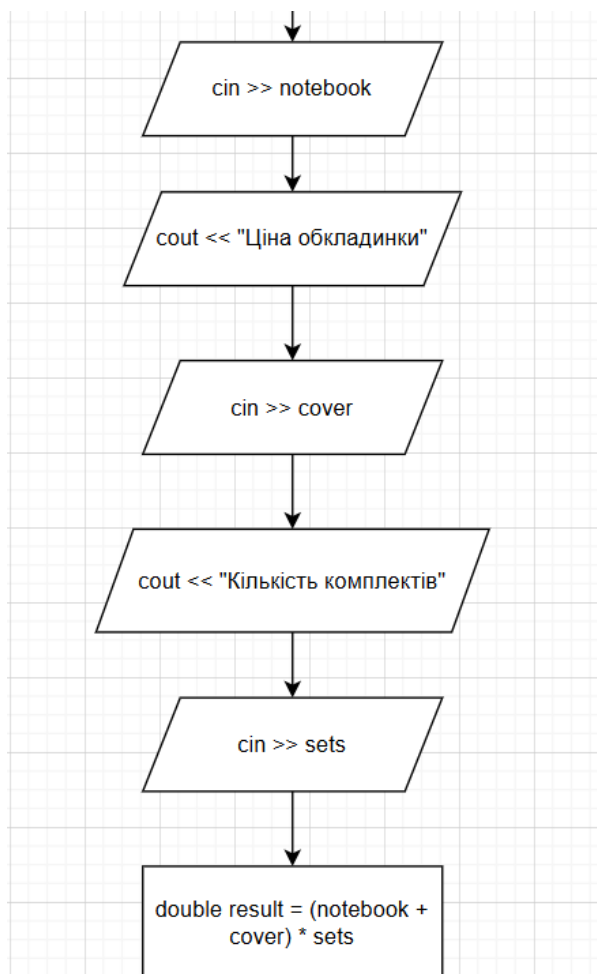 cin >> notebook
cout << "Ціна обкладинки"
cin >> cover
cout << "Кількість комплектів"
cin >> sets
double result = (notebook +
cover) * sets